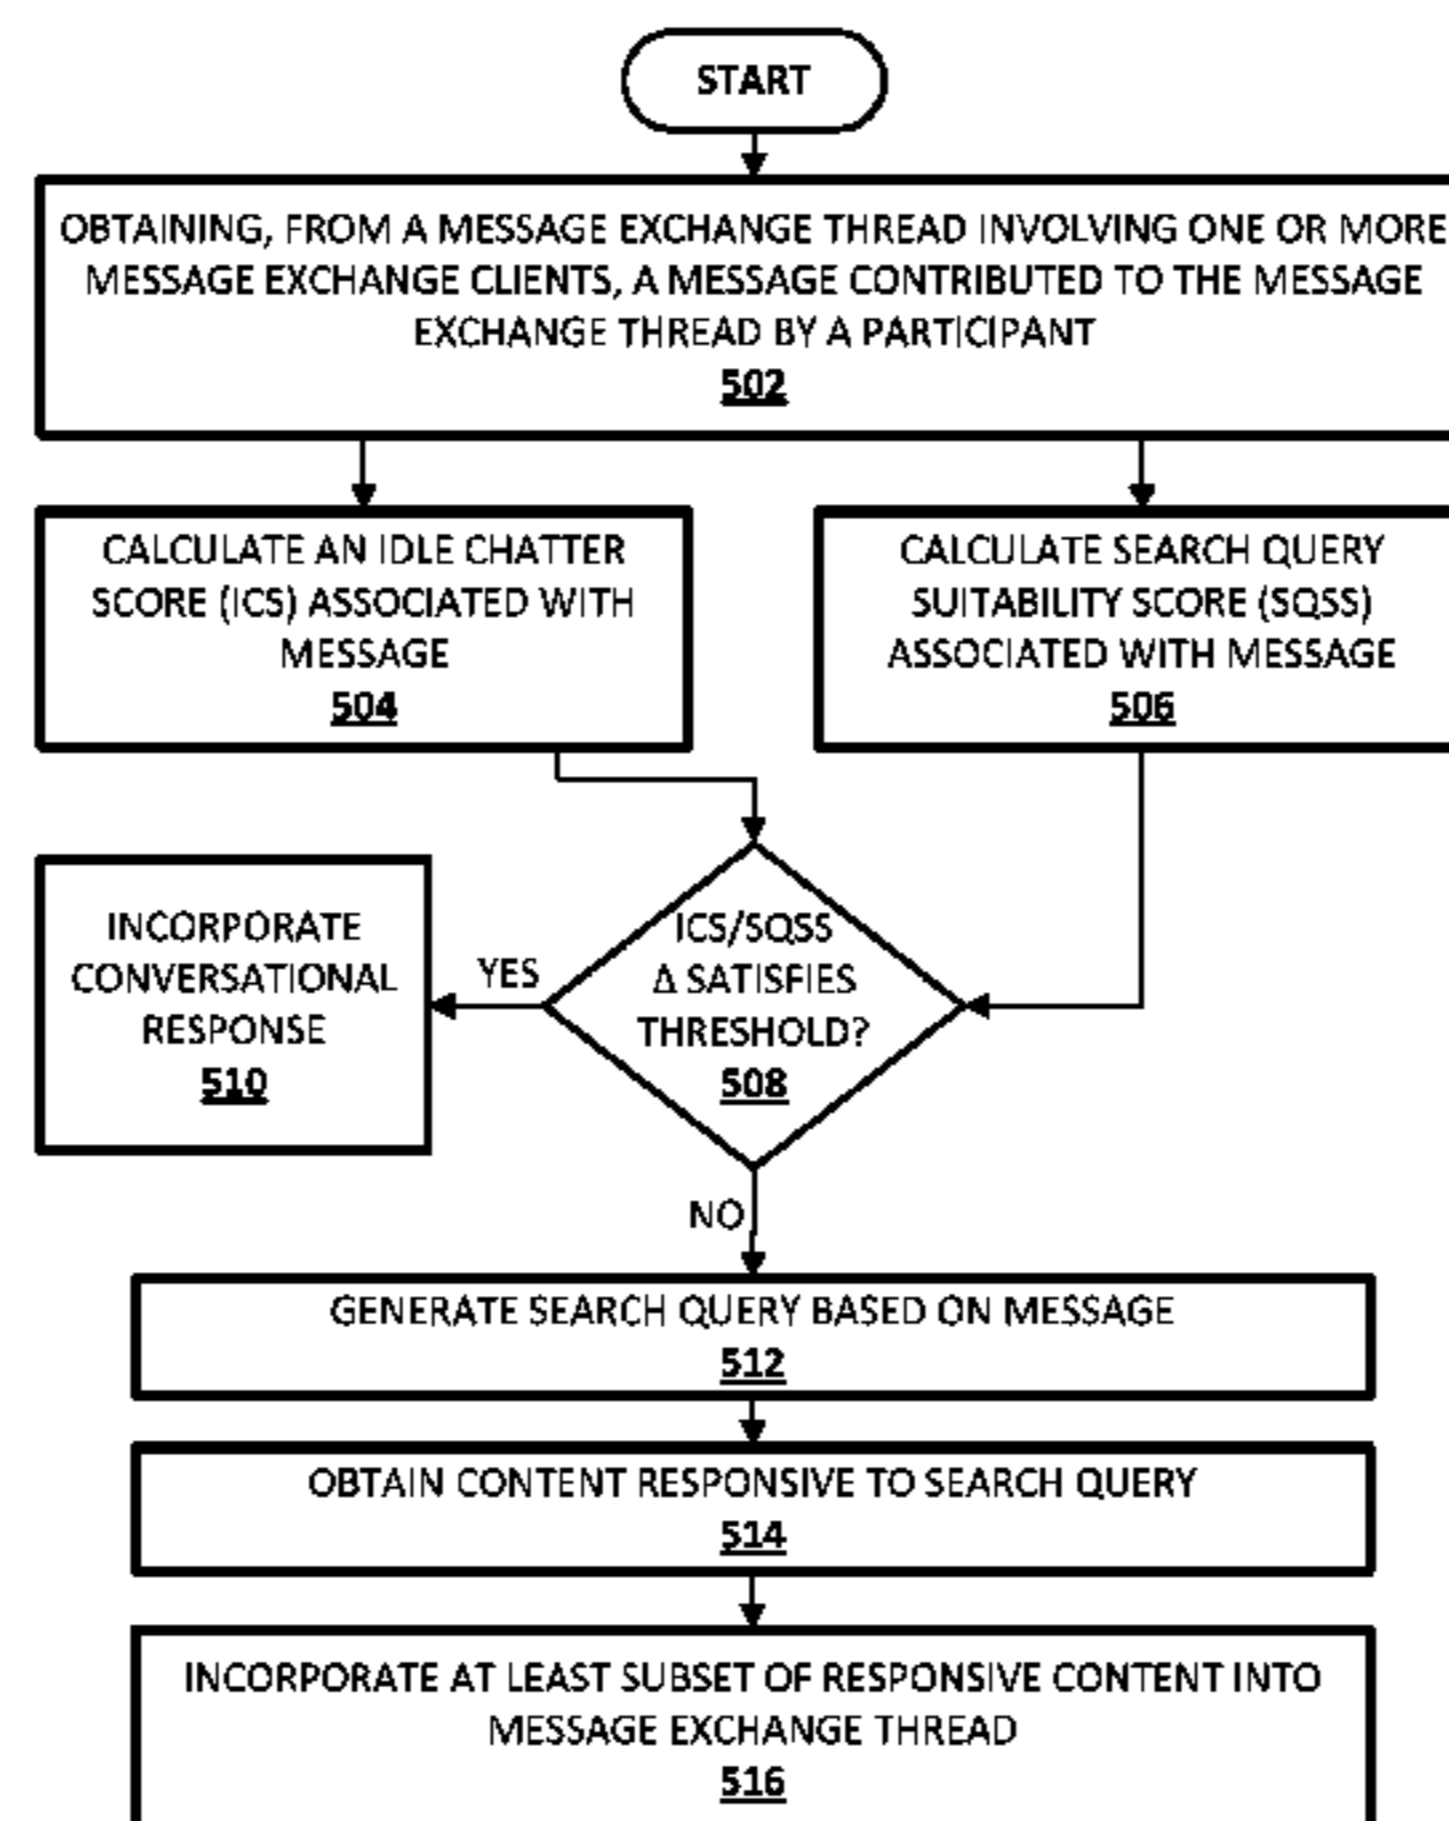 START
OBTAINING, FROM A MESSAGE EXCHANGE THREAD INVOLVING ONE OR MORE
MESSAGE EXCHANGE CLIENTS, A MESSAGE CONTRIBUTED TO THE MESSAGE
EXCHANGE THREAD BY A PARTICIPANT
502
CALCULATE AN IDLE CHATTER
SCORE (ICS) ASSOCIATED WITH
MESSAGE
504
CALCULATE SEARCH QUERY
SUITABILITY SCORE (SQSS)
ASSOCIATED WITH MESSAGE
506
INCORPORATE
CONVERSATIONAL
RESPONSE
510
YES
ICS/SQSS
Δ SATISFIES
THRESHOLD?
508
NO
GENERATE SEARCH QUERY BASED ON MESSAGE
512
OBTAIN CONTENT RESPONSIVE TO SEARCH QUERY
514
INCORPORATE AT LEAST SUBSET OF RESPONSIVE CONTENT INTO
MESSAGE EXCHANGE THREAD
516